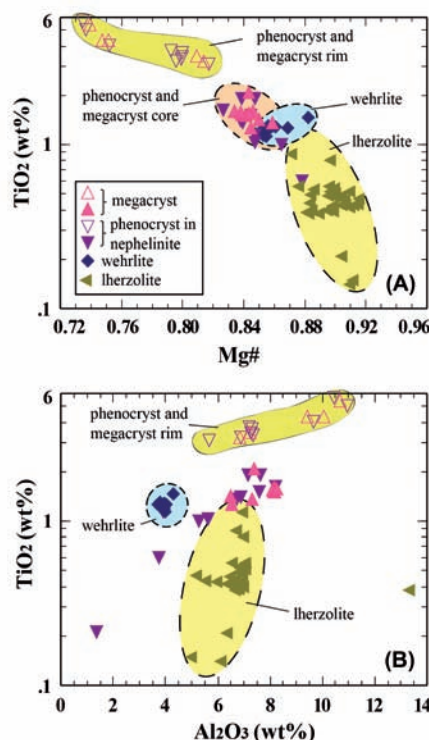 6
phenocryst and
megacryst rim
phenocryst and
megacryst core
wehrlite
lherzolite
TiO2 (wt%)
1
megacryst
phenocryst in
nephelinite
wehrlite
lherzolite
(A)
.1
0.72 0.76 0.80 0.84 0.88 0.92 0.96
Mg#
6
phenocryst and
megacryst rim
TiO2 (wt%)
1
wehrlite
lherzolite
(B)
.1
0 2 4 6 8 10 12 14
Al2O3 (wt%)